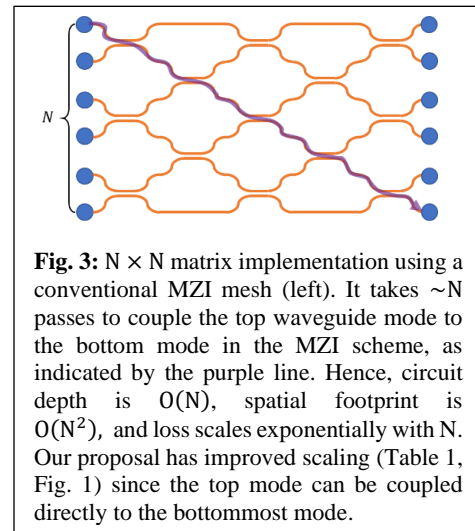 N
Fig. 3: N × N matrix implementation using a
conventional MZI mesh (left). It takes ~N
passes to couple the top waveguide mode to
the bottom mode in the MZI scheme, as
indicated by the purple line. Hence, circuit
depth is O(N), spatial footprint is
O(N²), and loss scales exponentially with N.
Our proposal has improved scaling (Table 1,
Fig. 1) since the top mode can be coupled
directly to the bottommost mode.